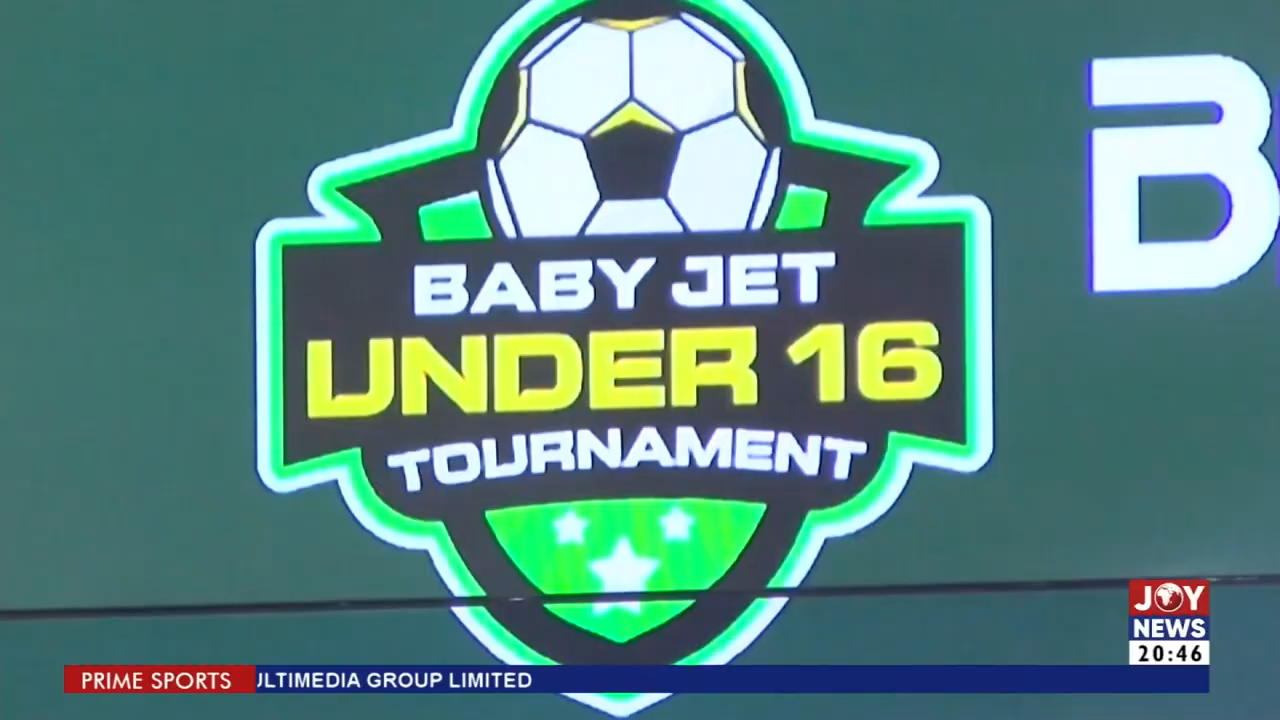 B
BABY JET
UNDER 16
TOURNAMENT
JOY
NEWS
20:46
PRIME SPORTS
ULTIMEDIA GROUP LIMITED